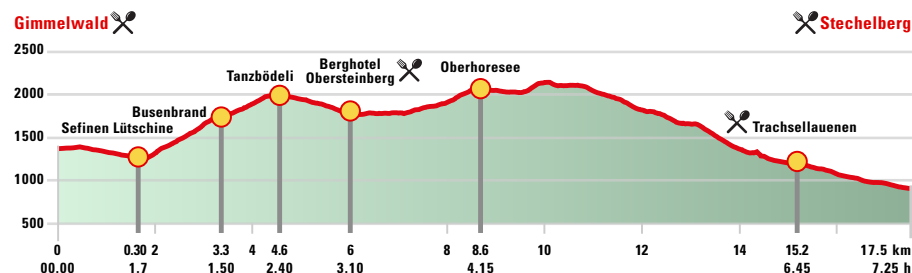 Gimmelwald
Stechelberg
2500
2000
1500
1000
500
Sefinen Lütschine
Busenbrand
Tanzbödeli
Berghotel
Obersteinberg
Oberhoresee
Trachsellauenen
0 0.30 2 3.3 4 4.6 6 8 8.6 10 12 14 15.2 17.5 km
00.00 1.7 1.50 2.40 3.10 4.15 6.45 7.25 h